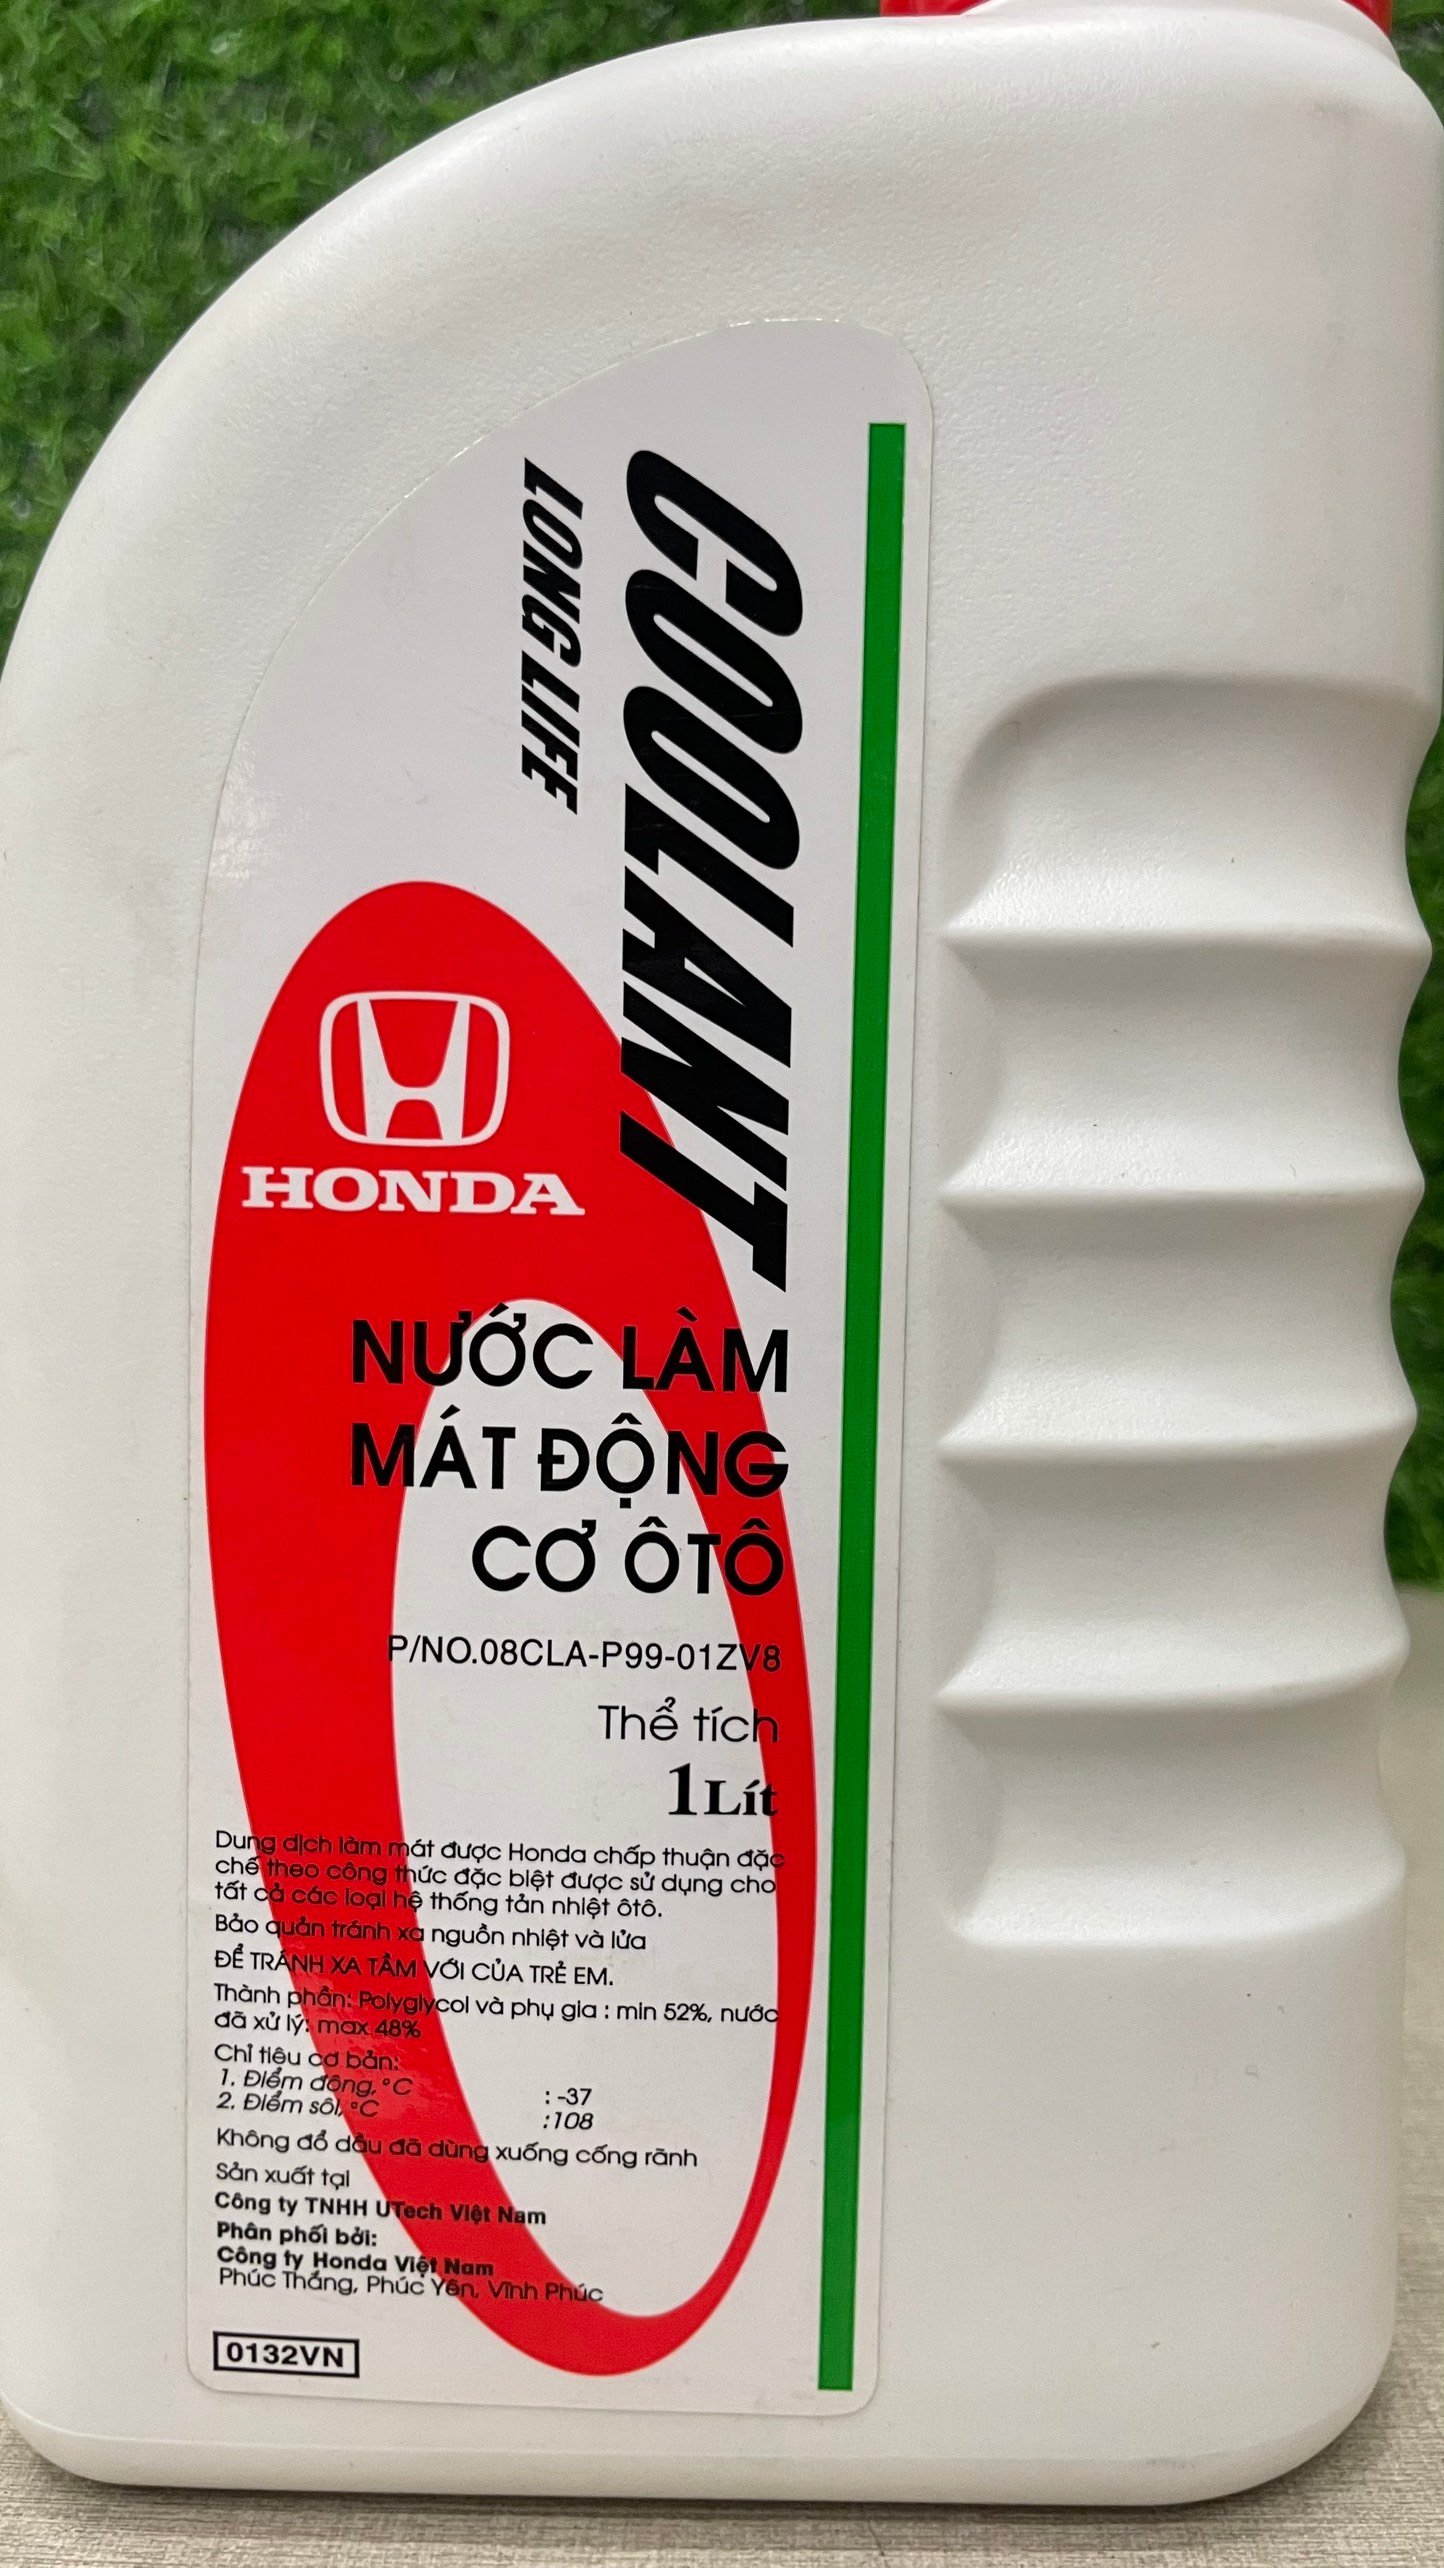 COOLANT
LONG LIFE
HONDA
NƯỚC LÀM
MÁT ĐỘNG
CƠ ÔTÔ
P/NO.08CLA-P99-01ZV8
Thể tích
1 Lít
Dung dịch làm mát được Honda chấp thuận đặc
chế theo công thức đặc biệt được sử dụng cho
tất cả các loại hệ thống tản nhiệt ôtô.
Bảo quản tránh xa nguồn nhiệt và lửa
ĐỂ TRÁNH XA TẦM VỚI CỦA TRẺ EM.
Thành phần: Polyglycol và phụ gia : min 52%, nước
đã xử lý: max 48%
Chỉ tiêu cơ bản:
1. Điểm đông, °C : -37
2. Điểm sôi, °C :108
Không đổ dầu đã dùng xuống cống rãnh
Sản xuất tại
Công ty TNHH UTech Việt Nam
Phân phối bởi:
Công ty Honda Việt Nam
Phúc Thắng, Phúc Yên, Vĩnh Phúc
0132VN